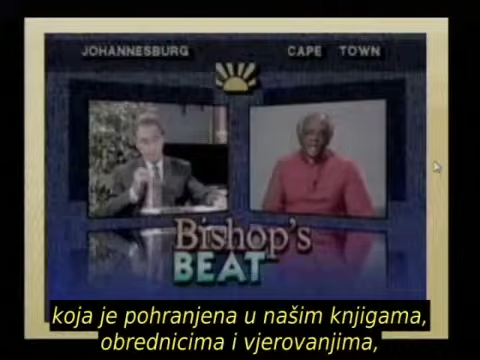 JOHANNESBURG
CAPE TOWN
Bishop's
BEAT
koja je pohranjena u našim knjigama,
obrednicima i vjerovanjima,